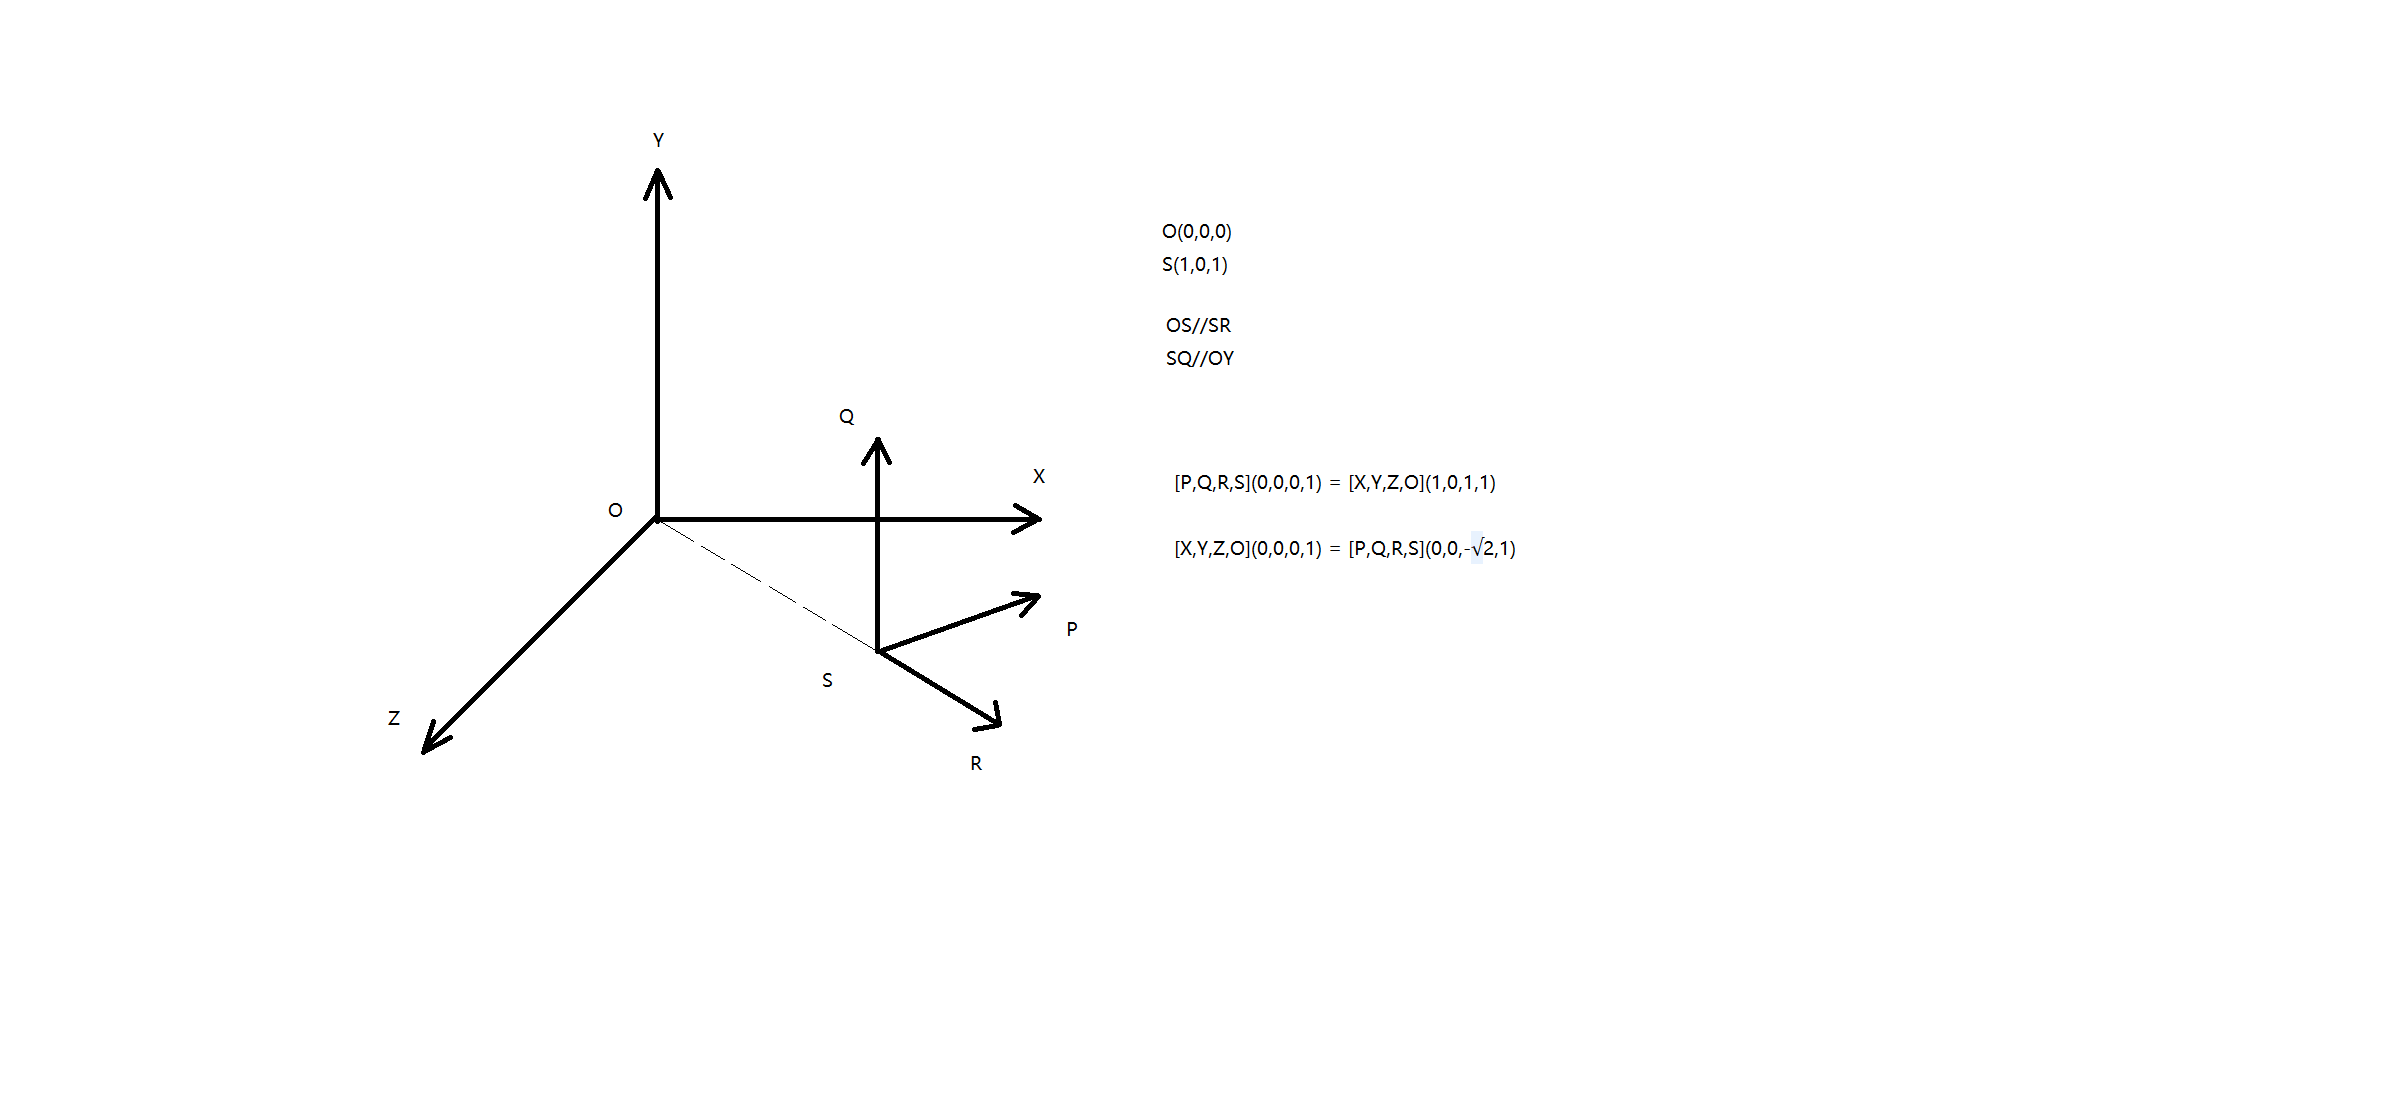 Y
O(0,0,0)
S(1,0,1)
OS//SR
SQ//OY
Q
X
[P,Q,R,S](0,0,0,1) = [X,Y,Z,O](1,0,1,1)
O
[X,Y,Z,O](0,0,0,1) = [P,Q,R,S](0,0,-√2,1)
P
S
Z
R